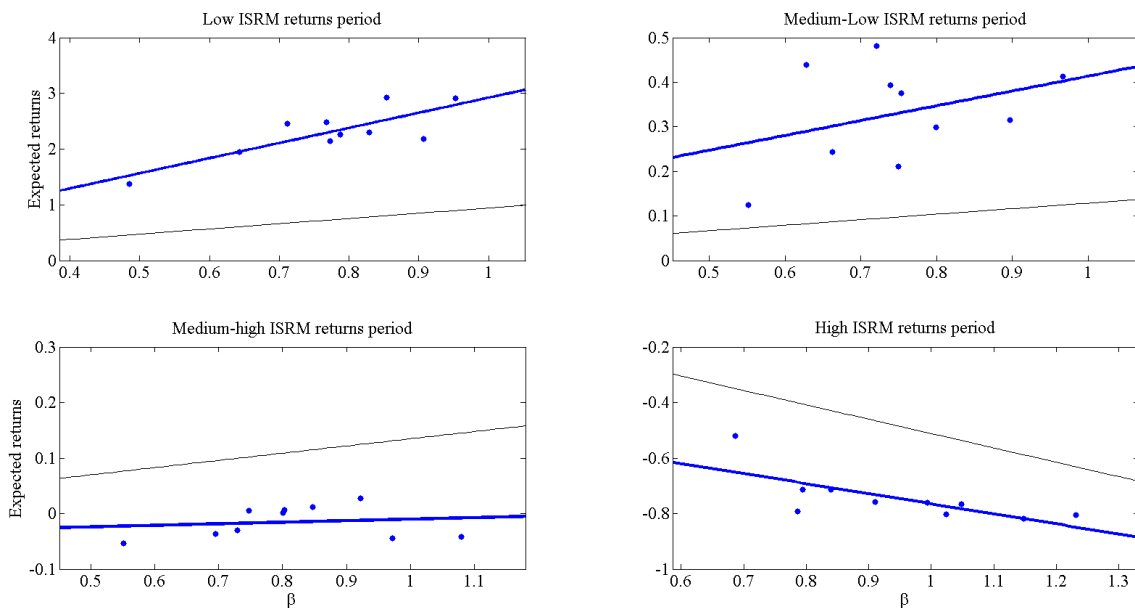 Low ISRM returns period
Medium-Low ISRM returns period
4
3
2
1
0
Expected returns
0.4 0.5 0.6 0.7 0.8 0.9 1
0.5
0.4
0.3
0.2
0.1
0
0.5 0.6 0.7 0.8 0.9 1
Medium-high ISRM returns period
High ISRM returns period
0.3
0.2
0.1
0
-0.1
Expected returns
0.5 0.6 0.7 0.8 0.9 1 1.1
β
-0.2
-0.4
-0.6
-0.8
-1
0.6 0.7 0.8 0.9 1 1.1 1.2 1.3
β